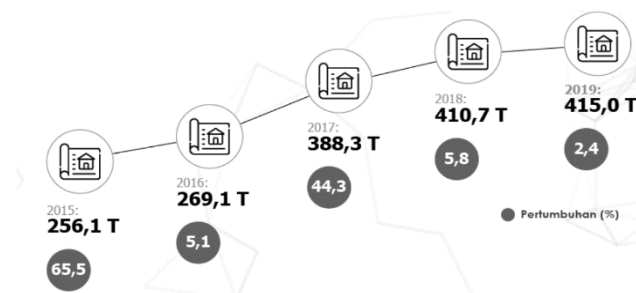 2015:
256,1 T
65,5
2016:
269,1 T
5,1
2017:
388,3 T
44,3
2018:
410,7 T
5,8
2019:
415,0 T
2,4
Pertumbuhan (%)